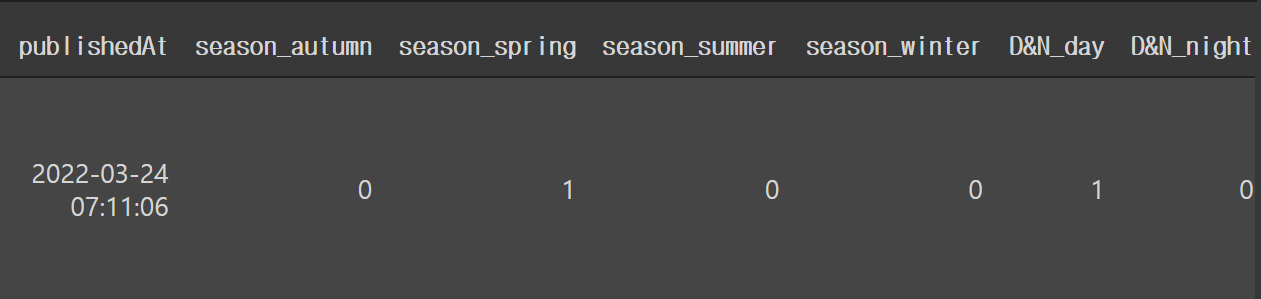 publishedAt season_autumn season_spring season_summer season_winter D&N_day D&N_night
2022-03-24
07:11:06
0 1 0 0 1 0